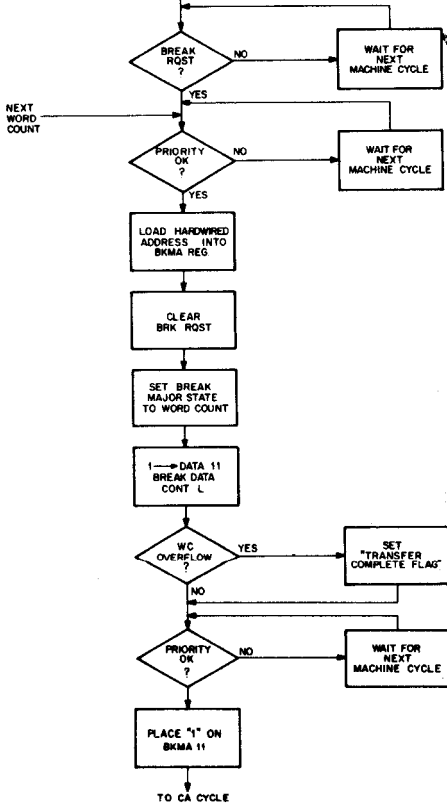 BREAK
RQST
?
NO
WAIT FOR
NEXT
MACHINE CYCLE
YES
NEXT
WORD
COUNT
PRIORITY
OK
?
NO
WAIT FOR
NEXT
MACHINE CYCLE
YES
LOAD HARDWIRED
ADDRESS INTO
BKMA REG.
CLEAR
BRK RQST
SET BREAK
MAJOR STATE
TO WORD COUNT
1→DATA 11
BREAK DATA
CONT L
WC
OVERFLOW
?
YES
SET
"TRANSFER
COMPLETE FLAG"
NO
PRIORITY
OK
?
NO
WAIT FOR
NEXT
MACHINE CYCLE
PLACE "1" ON
BKMA 11
TO CA CYCLE